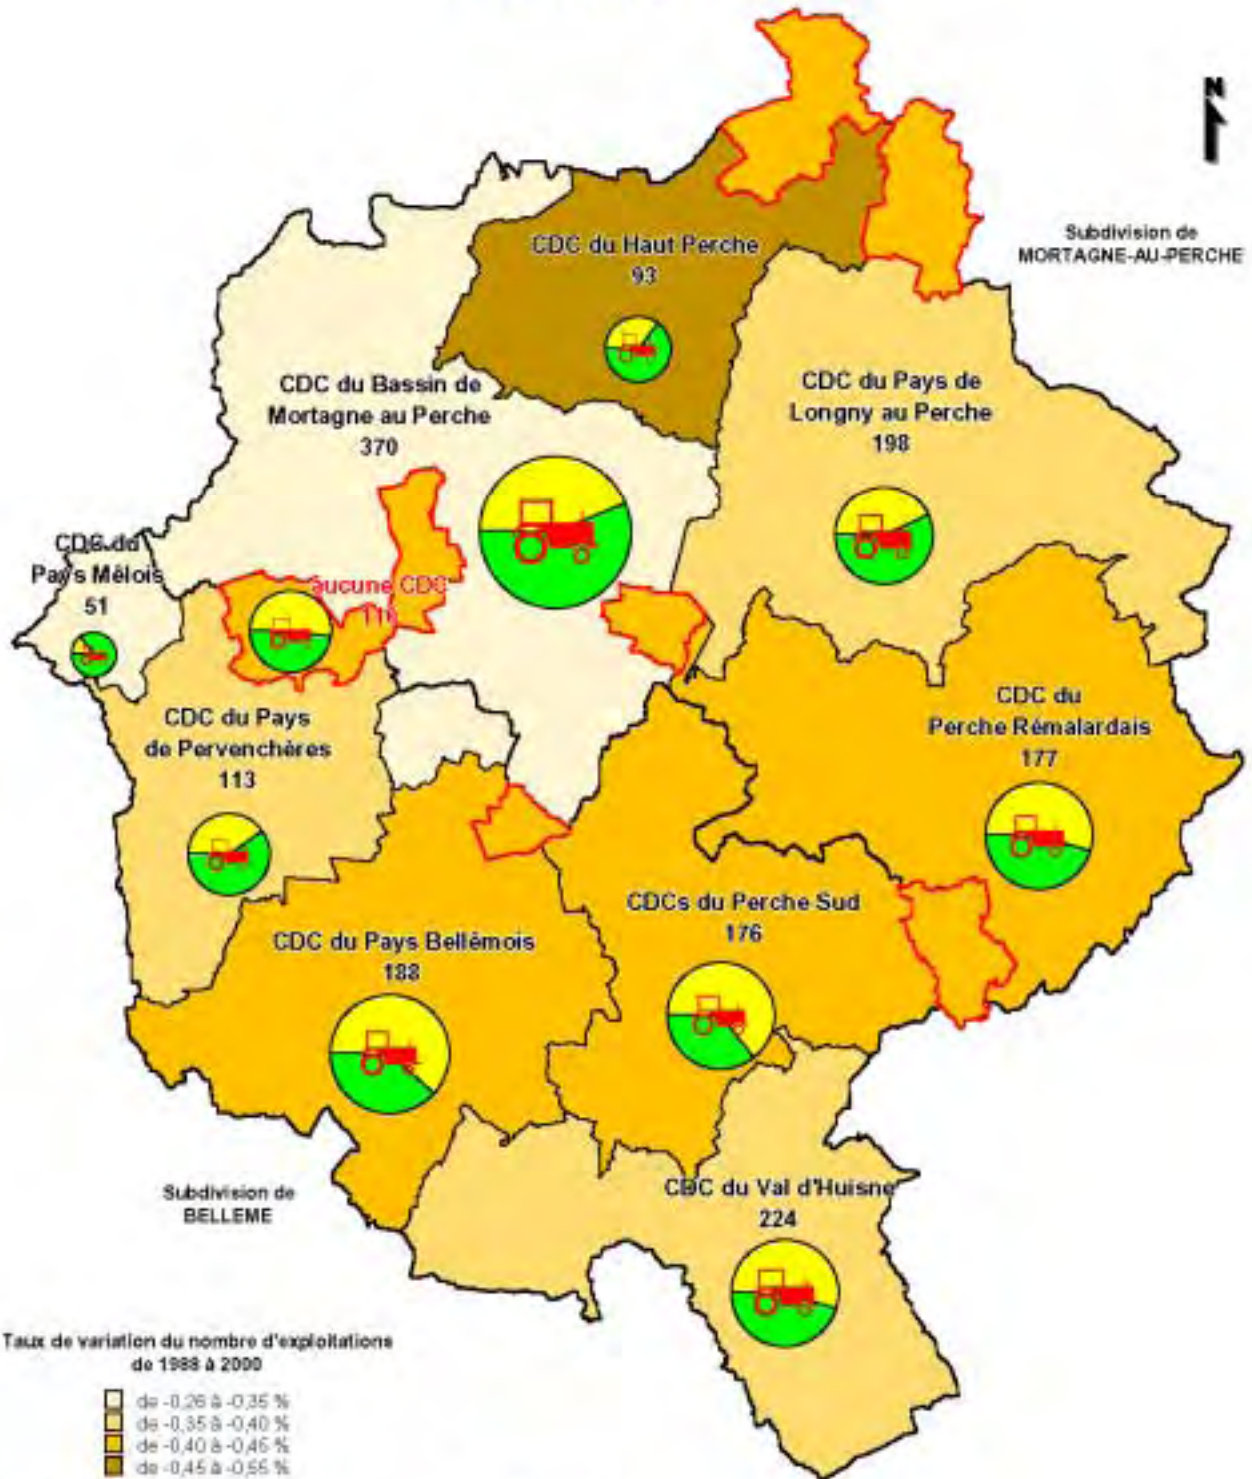 N
Subdivision de
MORTAGNE-AU-PERCHE
CDC du Haut Perche
93
CDC du Bassin de
Mortagne au Perche
370
CDC du Pays de
Longny au Perche
198
CDC du
Pays Mêlois
51
aucune CDC
CDC du Pays
de Pervenchères
113
CDC du
Perche Rémalardais
177
CDCs du Perche Sud
176
CDC du Pays Bellêmois
188
CDC du Val d'Huisne
224
Subdivision de
BELLEME
Taux de variation du nombre d'exploitations
de 1988 à 2000
de -0,26 à -0,35 %
de -0,35 à -0,40 %
de -0,40 à -0,45 %
de -0,45 à -0,55 %